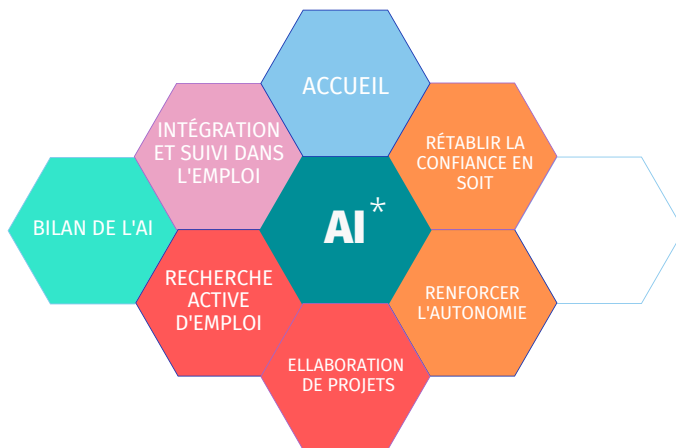 ACCUEIL
INTÉGRATION
ET SUIVI DANS
L'EMPLOI
RÉTABLIR LA
CONFIANCE EN
SOIT
BILAN DE L'AI
AI*
RECHERCHE
ACTIVE
D'EMPLOI
RENFORCER
L'AUTONOMIE
ELLABORATION
DE PROJETS